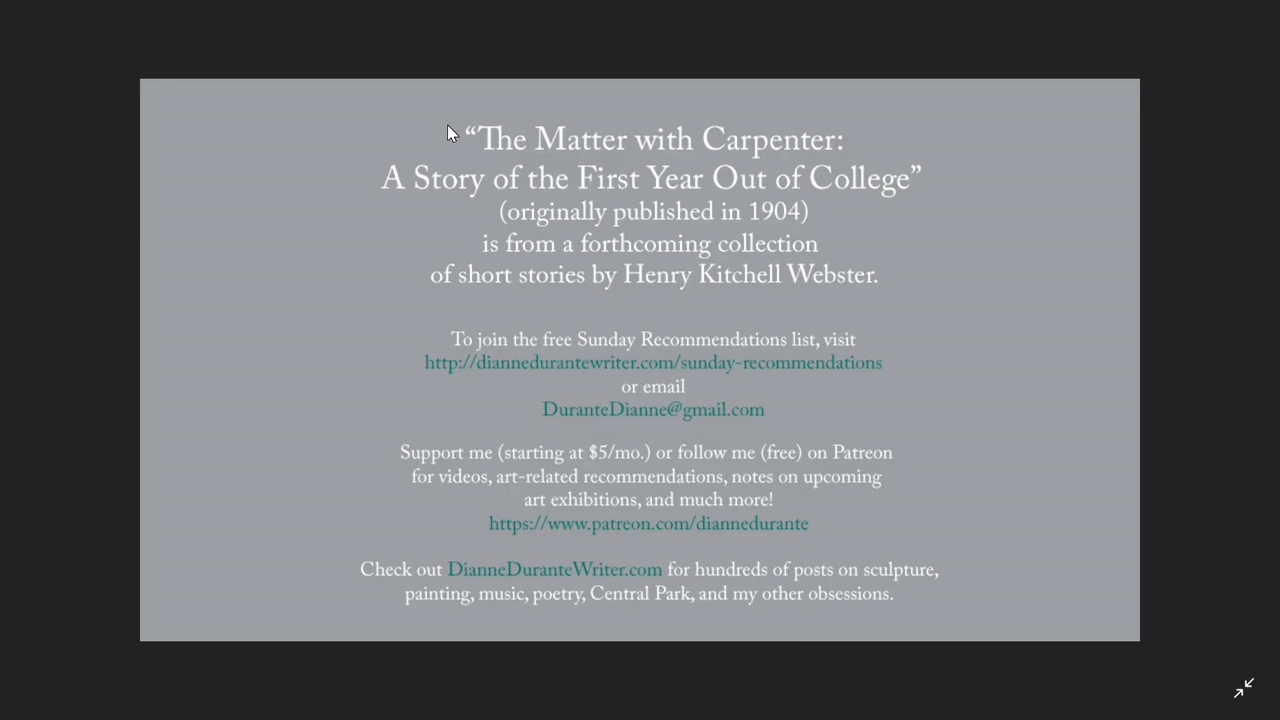 “The Matter with Carpenter:
A Story of the First Year Out of College”
(originally published in 1904)
is from a forthcoming collection
of short stories by Henry Kitchell Webster.
To join the free Sunday Recommendations list, visit
http://diannedurantewriter.com/sunday-recommendations
or email
DuranteDianne@gmail.com
Support me (starting at $5/mo.) or follow me (free) on Patreon
for videos, art-related recommendations, notes on upcoming
art exhibitions, and much more!
https://www.patreon.com/diannedurante
Check out DianneDuranteWriter.com for hundreds of posts on sculpture,
painting, music, poetry, Central Park, and my other obsessions.